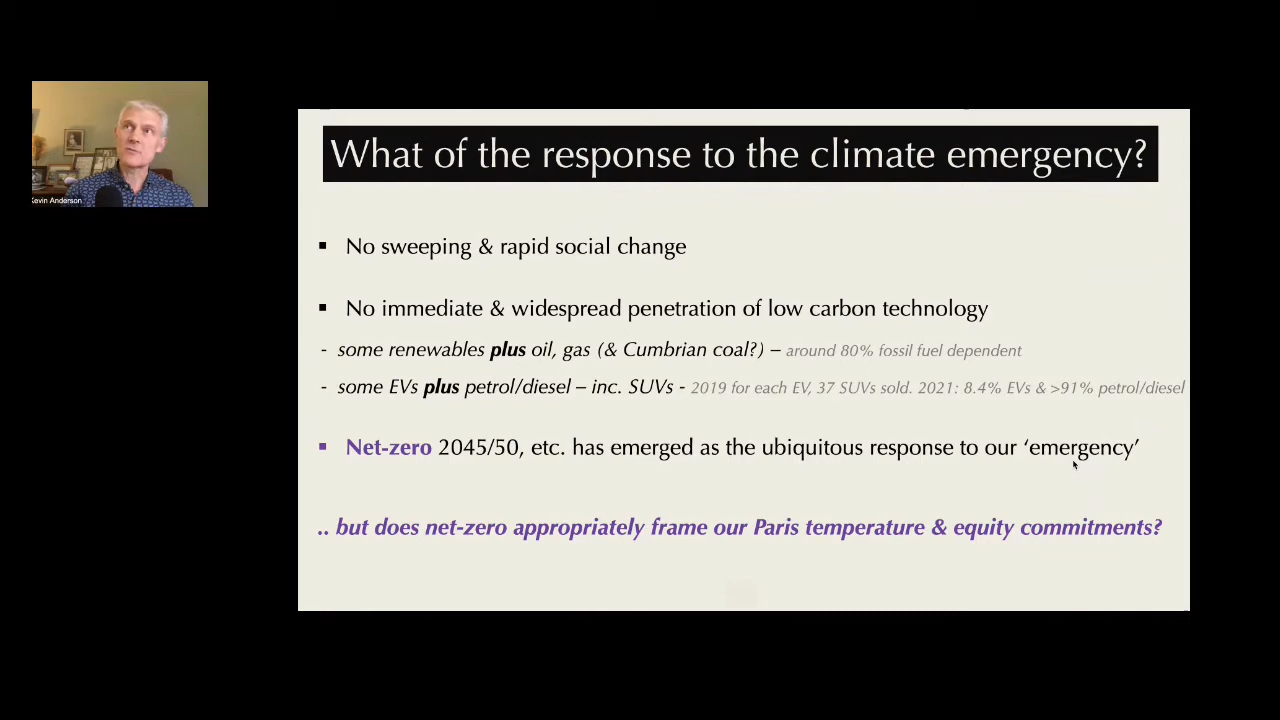 Kevin Anderson
What of the response to the climate emergency?
▪ No sweeping & rapid social change
▪ No immediate & widespread penetration of low carbon technology
- some renewables plus oil, gas (& Cumbrian coal?) – around 80% fossil fuel dependent
- some EVs plus petrol/diesel – inc. SUVs - 2019 for each EV, 37 SUVs sold. 2021: 8.4% EVs & >91% petrol/diesel
▪ Net-zero 2045/50, etc. has emerged as the ubiquitous response to our ‘emergency’
.. but does net-zero appropriately frame our Paris temperature & equity commitments?